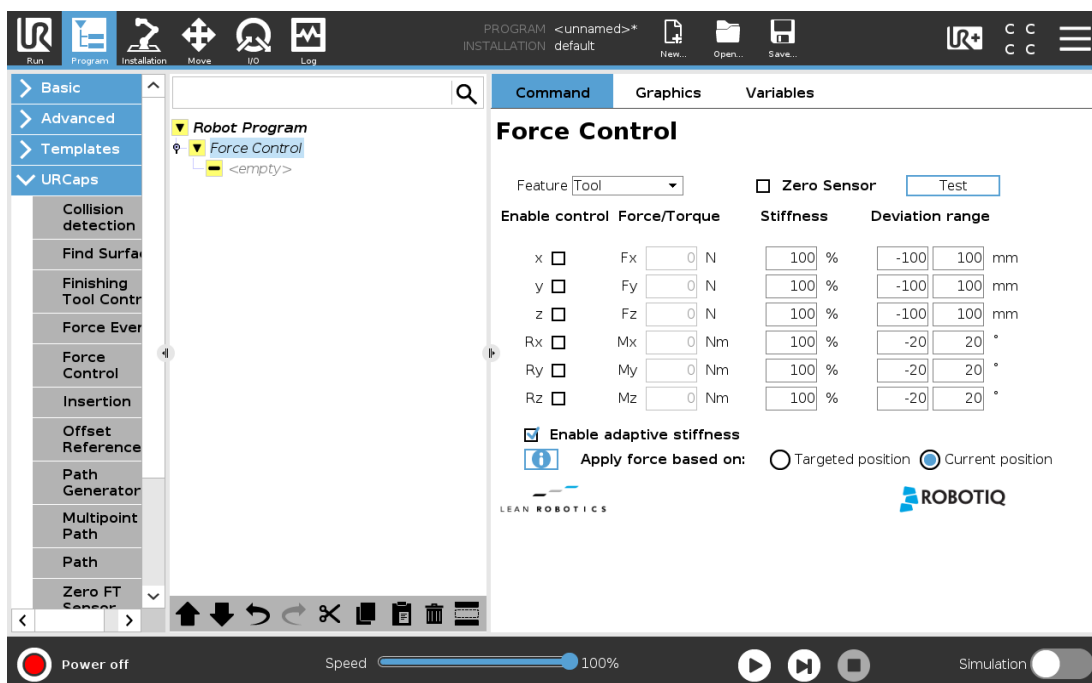 PROGRAM <unnamed>*
INSTALLATION default
Run Program Installation Move I/O Log New... Open... Save...
UR+ C C
C C
Basic
Advanced
Templates
URCaps
Collision
detection
Find Surfa
Finishing
Tool Contr
Force Ever
Force
Control
Insertion
Offset
Reference
Path
Generator
Multipoint
Path
Path
Zero FT
Sensor
Robot Program
Force Control
<empty>
Command Graphics Variables
Force Control
Feature Tool Zero Sensor Test
Enable control Force/Torque Stiffness Deviation range
x Fx 0 N 100 % -100 100 mm
y Fy 0 N 100 % -100 100 mm
z Fz 0 N 100 % -100 100 mm
Rx Mx 0 Nm 100 % -20 20 °
Ry My 0 Nm 100 % -20 20 °
Rz Mz 0 Nm 100 % -20 20 °
Enable adaptive stiffness
Apply force based on: Targeted position Current position
LEAN ROBOTICS ROBOTIQ
Power off Speed 100% Simulation